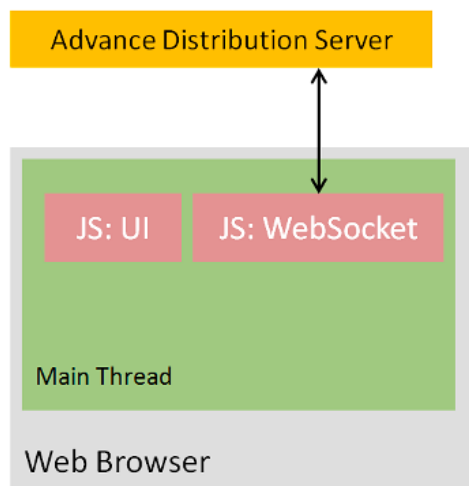 Advance Distribution Server
JS: UI
JS: WebSocket
Main Thread
Web Browser